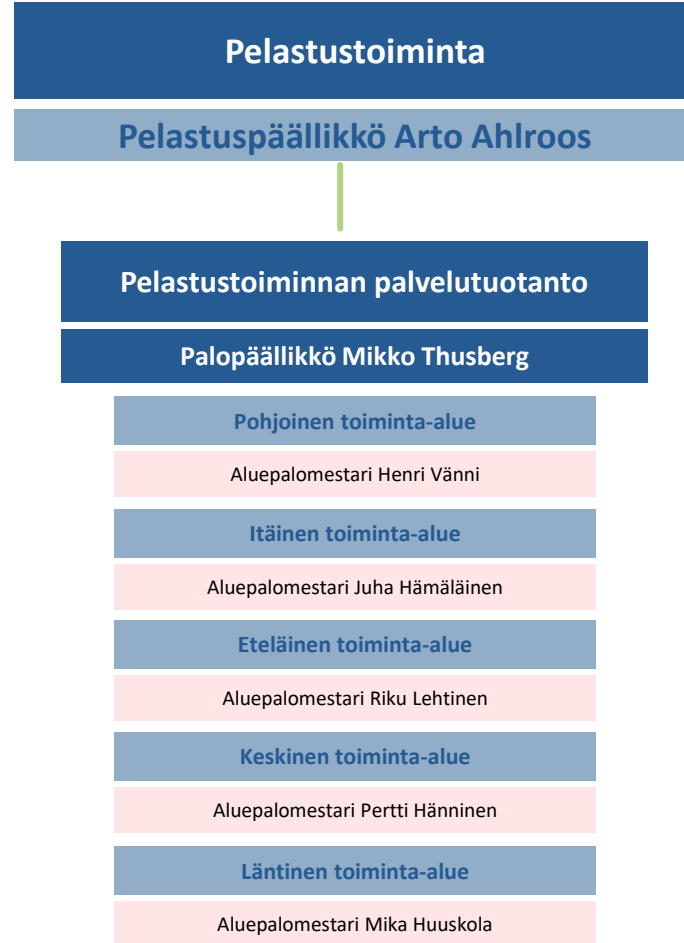 Pelastustoiminta
Pelastuspäällikkö Arto Ahlroos
Pelastustoiminnan palvelutuotanto
Palopäällikkö Mikko Thusberg
Pohjoinen toiminta-alue
Aluepalomestari Henri Vänni
Itäinen toiminta-alue
Aluepalomestari Juha Hämäläinen
Eteläinen toiminta-alue
Aluepalomestari Riku Lehtinen
Keskinen toiminta-alue
Aluepalomestari Pertti Hänninen
Läntinen toiminta-alue
Aluepalomestari Mika Huuskola